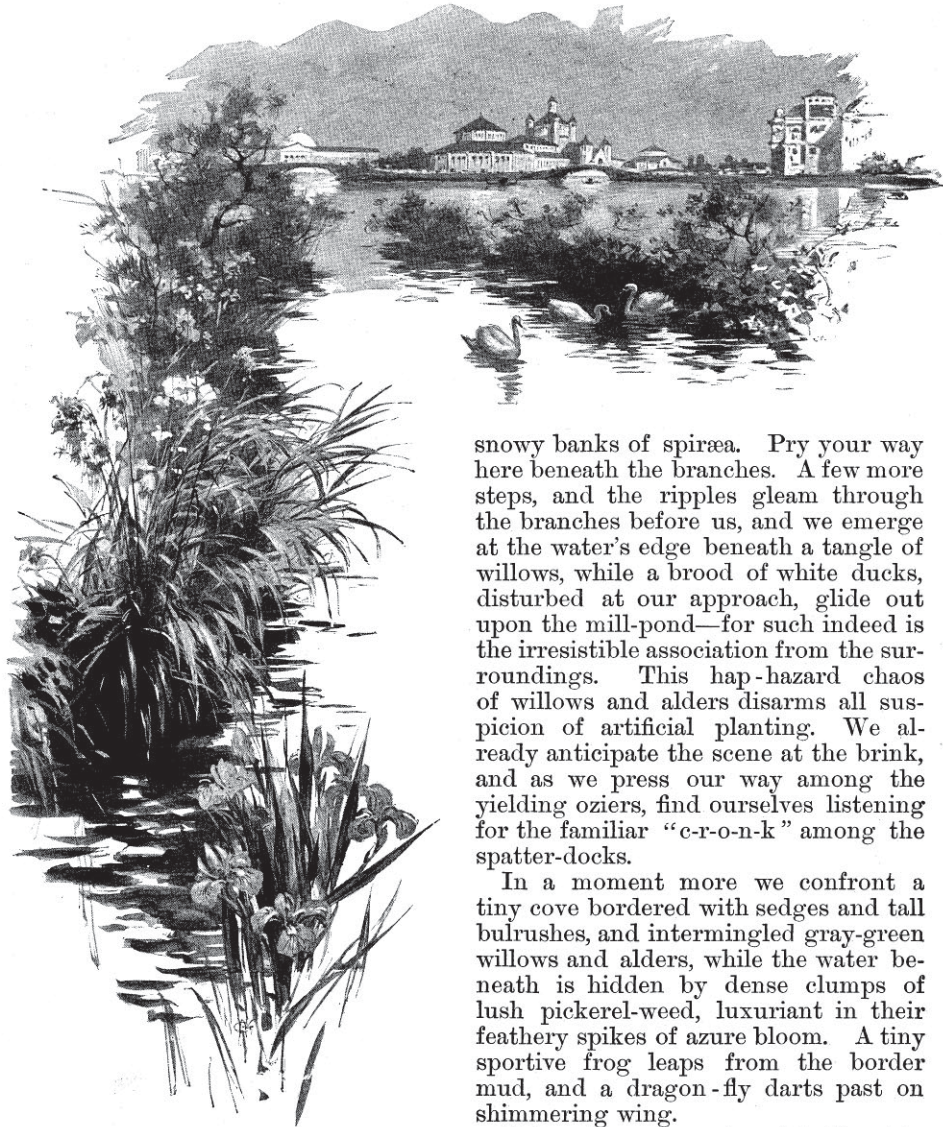 snowy banks of spiræa. Pry your way
here beneath the branches. A few more
steps, and the ripples gleam through
the branches before us, and we emerge
at the water's edge beneath a tangle of
willows, while a brood of white ducks,
disturbed at our approach, glide out
upon the mill-pond—for such indeed is
the irresistible association from the sur-
roundings. This hap-hazard chaos
of willows and alders disarms all sus-
picion of artificial planting. We al-
ready anticipate the scene at the brink,
and as we press our way among the
yielding oziers, find ourselves listening
for the familiar "c-r-o-n-k" among the
spatter-docks.
In a moment more we confront a
tiny cove bordered with sedges and tall
bulrushes, and intermingled gray-green
willows and alders, while the water be-
neath is hidden by dense clumps of
lush pickerel-weed, luxuriant in their
feathery spikes of azure bloom. A tiny
sportive frog leaps from the border
mud, and a dragon-fly darts past on
shimmering wing.